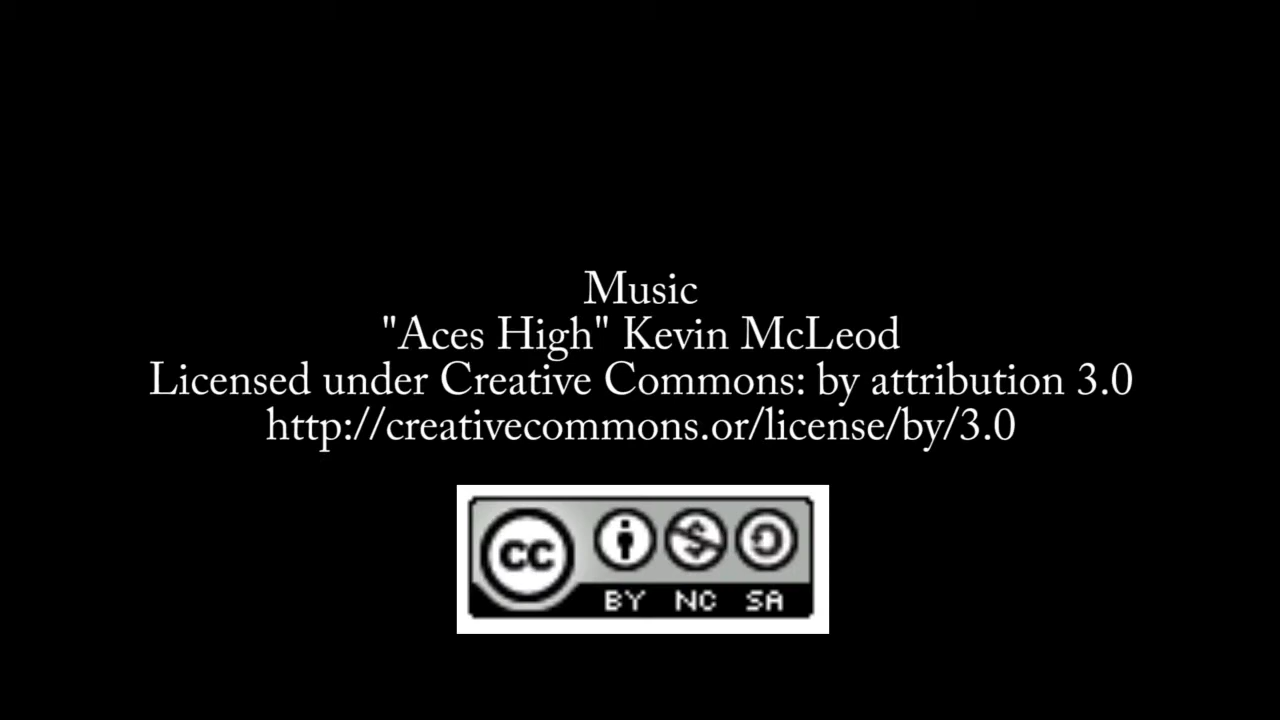 Music
"Aces High" Kevin McLeod
Licensed under Creative Commons: by attribution 3.0
http://creativecommons.or/license/by/3.0
cc
BY NC SA